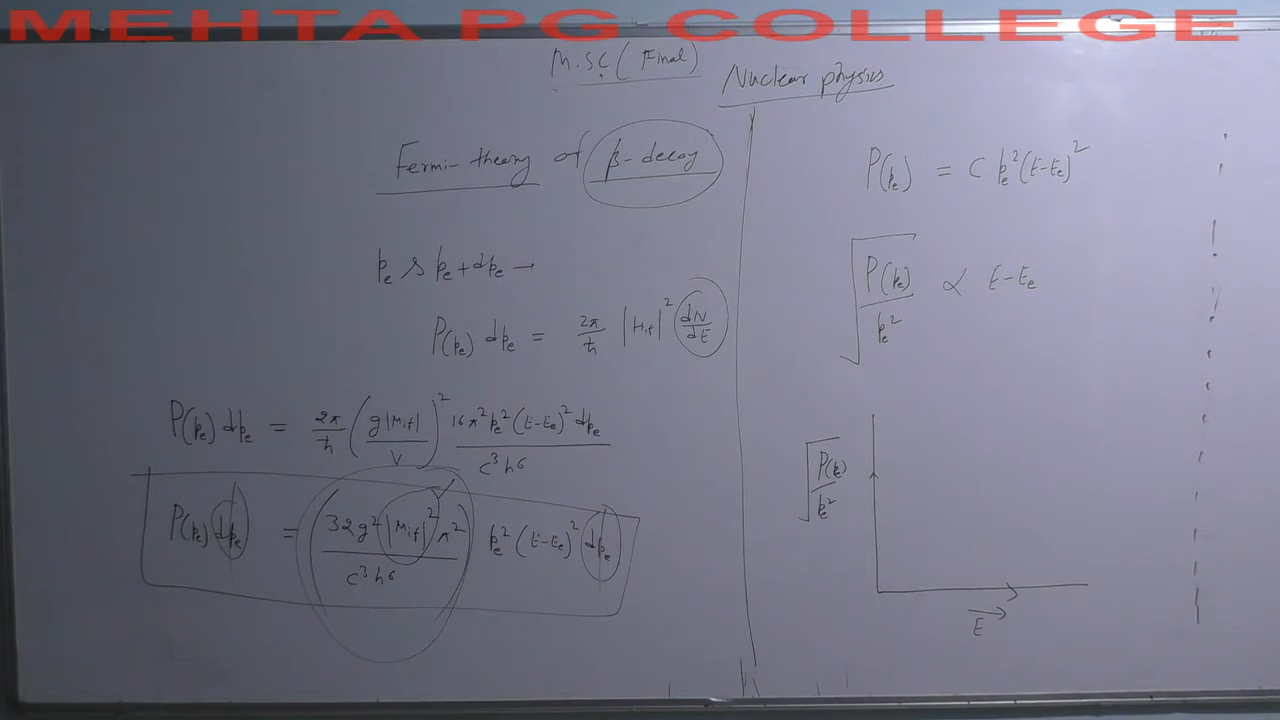 MEHTA PG COLLEGE
M.SC (Final)
Nuclear physics
Fermi-theory of β-decay
pe & pe+dpe –
P(pe) dpe = 2π/ħ |Hif|² dN/dE
P(pe) dpe = 2π/ħ (g|Mif|/V)² 16π²pe²(E-Ee)²dpe/c³h⁶
P(pe) dpe = (32g²|Mif|²π²/c³h⁶) pe²(E-Ee)² dpe
P(pe) = C pe²(E-Ee)²
√P(pe)/pe² ∝ E-Ee
√P(pe)/pe²
E